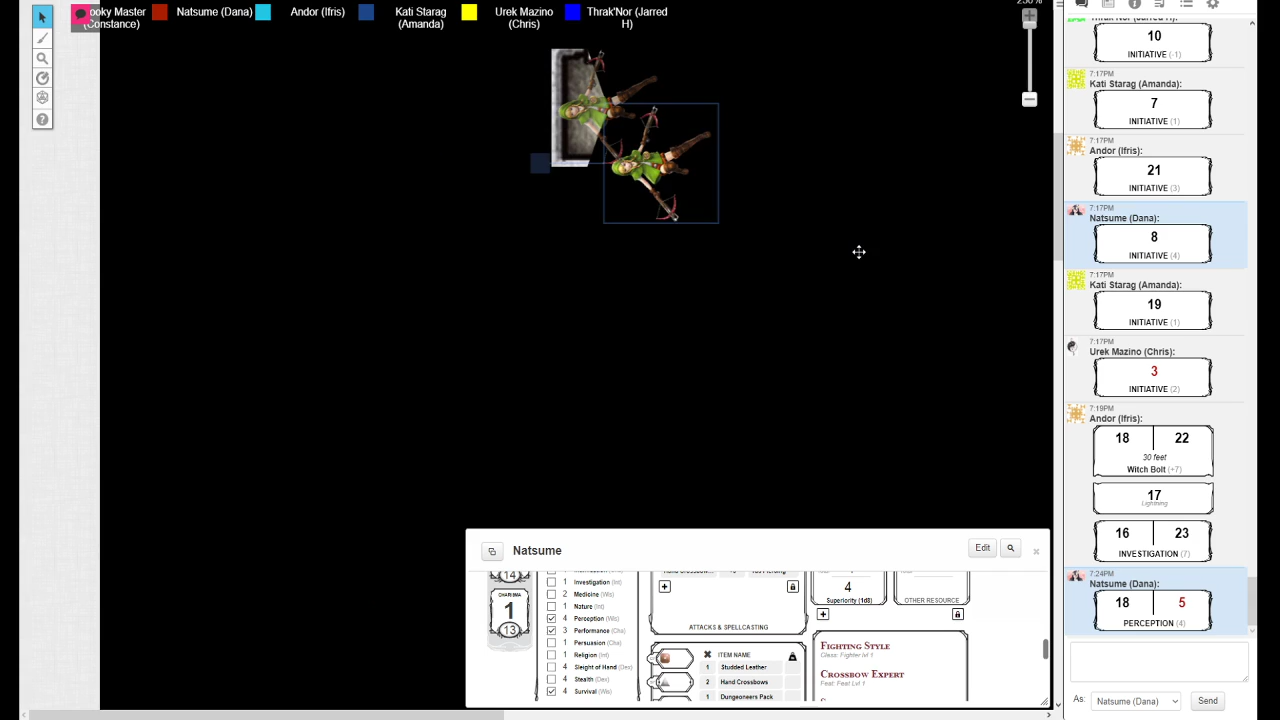 ooky Master (Constance)
Natsume (Dana)
Andor (Ifris)
Kati Starag (Amanda)
Urek Mazino (Chris)
Thrak'Nor (Jarred H)
Thrak'Nor (Jarred H):
10
INITIATIVE (-1)
7:17PM
Kati Starag (Amanda):
7
INITIATIVE (1)
7:17PM
Andor (Ifris):
21
INITIATIVE (3)
7:17PM
Natsume (Dana):
8
INITIATIVE (4)
7:17PM
Kati Starag (Amanda):
19
INITIATIVE (1)
7:17PM
Urek Mazino (Chris):
3
INITIATIVE (2)
7:19PM
Andor (Ifris):
18 22
30 feet
Witch Bolt (+7)
17
Lightning
16 23
INVESTIGATION (7)
7:24PM
Natsume (Dana):
18 5
PERCEPTION (4)
As: Natsume (Dana) Send
Natsume
Edit
14
CHARISMA
1
13
1 Investigation (Int)
2 Medicine (Wis)
1 Nature (Int)
4 Perception (Wis)
3 Performance (Cha)
1 Persuasion (Cha)
1 Religion (Int)
4 Sleight of Hand (Dex)
4 Stealth (Dex)
4 Survival (Wis)
ATTACKS & SPELLCASTING
ITEM NAME
1 Studded Leather
2 Hand Crossbows
1 Dungeoneers Pack
4
Superiority (1d8)
OTHER RESOURCE
FIGHTING STYLE
Class: Fighter lvl 1
CROSSBOW EXPERT
Feat: Feat Lvl 1